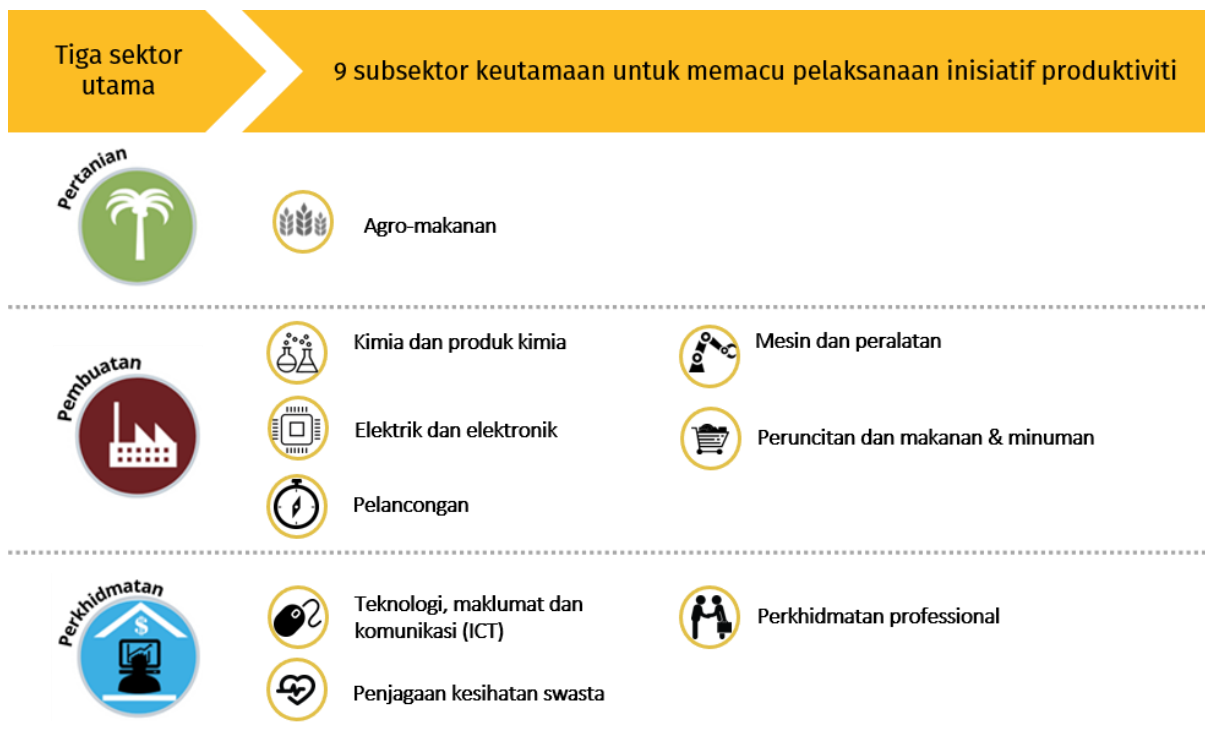 Tiga sektor
utama
9 subsektor keutamaan untuk memacu pelaksanaan inisiatif produktiviti
Pertanian
Agro-makanan
Pembuatan
Kimia dan produk kimia
Mesin dan peralatan
Elektrik dan elektronik
Peruncitan dan makanan & minuman
Pelancongan
Perkhidmatan
$
Teknologi, maklumat dan
komunikasi (ICT)
Perkhidmatan professional
Penjagaan kesihatan swasta